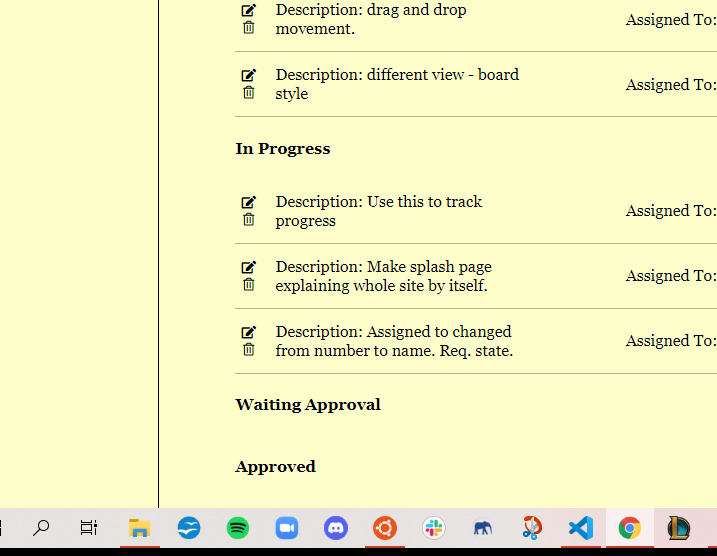 Description: drag and drop
movement.
Assigned To:
Description: different view - board
style
Assigned To:
In Progress
Description: Use this to track
progress
Assigned To:
Description: Make splash page
explaining whole site by itself.
Assigned To:
Description: Assigned to changed
from number to name. Req. state.
Assigned To:
Waiting Approval
Approved